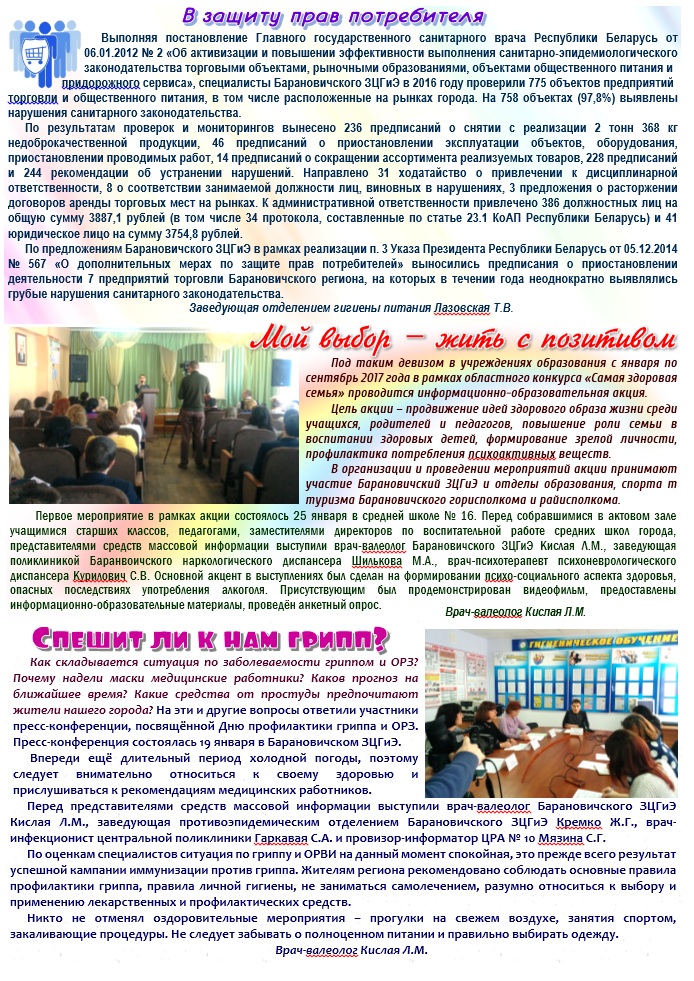 В защиту прав потребителя
Выполняя постановление Главного государственного санитарного врача Республики Беларусь от
06.01.2012 № 2 «Об активизации и повышении эффективности выполнения санитарно-эпидемиологического
законодательства торговыми объектами, рыночными образованиями, объектами общественного питания и
придорожного сервиса», специалисты Барановичского ЗЦГиЭ в 2016 году проверили 775 объектов предприятий
торговли и общественного питания, в том числе расположенные на рынках города. На 758 объектах (97,8%) выявлены
нарушения санитарного законодательства.
По результатам проверок и мониторингов вынесено 236 предписаний о снятии с реализации 2 тонн 368 кг
недоброкачественной продукции, 46 предписаний о приостановлении эксплуатации объектов, оборудования,
приостановлении проводимых работ, 14 предписаний о сокращении ассортимента реализуемых товаров, 228 предписаний
и 244 рекомендации об устранении нарушений. Направлено 31 ходатайство о привлечении к дисциплинарной
ответственности, 8 о соответствии занимаемой должности лиц, виновных в нарушениях, 3 предложения о расторжении
договоров аренды торговых мест на рынках. К административной ответственности привлечено 386 должностных лиц на
общую сумму 3887,1 рублей (в том числе 34 протокола, составленные по статье 23.1 КоАП Республики Беларусь) и 41
юридическое лицо на сумму 3754,8 рублей.
По предложениям Барановичского ЗЦГиЭ в рамках реализации п. 3 Указа Президента Республики Беларусь от 05.12.2014
№ 567 «О дополнительных мерах по защите прав потребителей» выносились предписания о приостановлении
деятельности 7 предприятий торговли Барановичского региона, на которых в течении года неоднократно выявлялись
грубые нарушения санитарного законодательства.
Заведующая отделением гигиены питания Лазовская Т.В.
Мой выбор – жить с позитивом
Под таким девизом в учреждениях образования с января по
сентябрь 2017 года в рамках областного конкурса «Самая здоровая
семья» проводится информационно-образовательная акция.
Цель акции – продвижение идей здорового образа жизни среди
учащихся, родителей и педагогов, повышение роли семьи в
воспитании здоровых детей, формирование зрелой личности,
профилактика потребления психоактивных веществ.
В организации и проведении мероприятий акции принимают
участие Барановичский ЗЦГиЭ и отделы образования, спорта т
туризма Барановичского горисполкома и райисполкома.
Первое мероприятие в рамках акции состоялось 25 января в средней школе № 16. Перед собравшимися в актовом зале
учащимися старших классов, педагогами, заместителями директоров по воспитательной работе средних школ города,
представителями средств массовой информации выступили врач-валеолог Барановичского ЗЦГиЭ Кислая Л.М., заведующая
поликлиникой Баранвоичского наркологического диспансера Шилькова М.А., врач-психотерапевт психоневрологического
диспансера Курилович С.В. Основной акцент в выступлениях был сделан на формировании психо-социального аспекта здоровья,
опасных последствиях употребления алкоголя. Присутствующим был продемонстрирован видеофильм, предоставлены
информационно-образовательные материалы, проведён анкетный опрос.
Врач-валеолог Кислая Л.М.
Спешит ли к нам грипп?
Как складывается ситуация по заболеваемости гриппом и ОРЗ?
Почему надели маски медицинские работники? Каков прогноз на
ближайшее время? Какие средства от простуды предпочитают
жители нашего города? На эти и другие вопросы ответили участники
пресс-конференции, посвящённой Дню профилактики гриппа и ОРЗ.
Пресс-конференция состоялась 19 января в Барановичском ЗЦГиЭ.
Впереди ещё длительный период холодной погоды, поэтому
следует внимательно относиться к своему здоровью и
прислушиваться к рекомендациям медицинских работников.
ГИГИЕНИЧЕСКОЕ ОБУЧЕНИЕ
Перед представителями средств массовой информации выступили врач-валеолог Барановичского ЗЦГиЭ
Кислая Л.М., заведующая противоэпидемическим отделением Барановичского ЗЦГиЭ Кремко Ж.Г., врач-
инфекционист центральной поликлиники Гаркавая С.А. и провизор-информатор ЦРА № 10 Мязина С.Г.
По оценкам специалистов ситуация по гриппу и ОРВИ на данный момент спокойная, это прежде всего результат
успешной кампании иммунизации против гриппа. Жителям региона рекомендовано соблюдать основные правила
профилактики гриппа, правила личной гигиены, не заниматься самолечением, разумно относиться к выбору и
применению лекарственных и профилактических средств.
Никто не отменял оздоровительные мероприятия – прогулки на свежем воздухе, занятия спортом,
закаливающие процедуры. Не следует забывать о полноценном питании и правильно выбирать одежду.
Врач-валеолог Кислая Л.М.